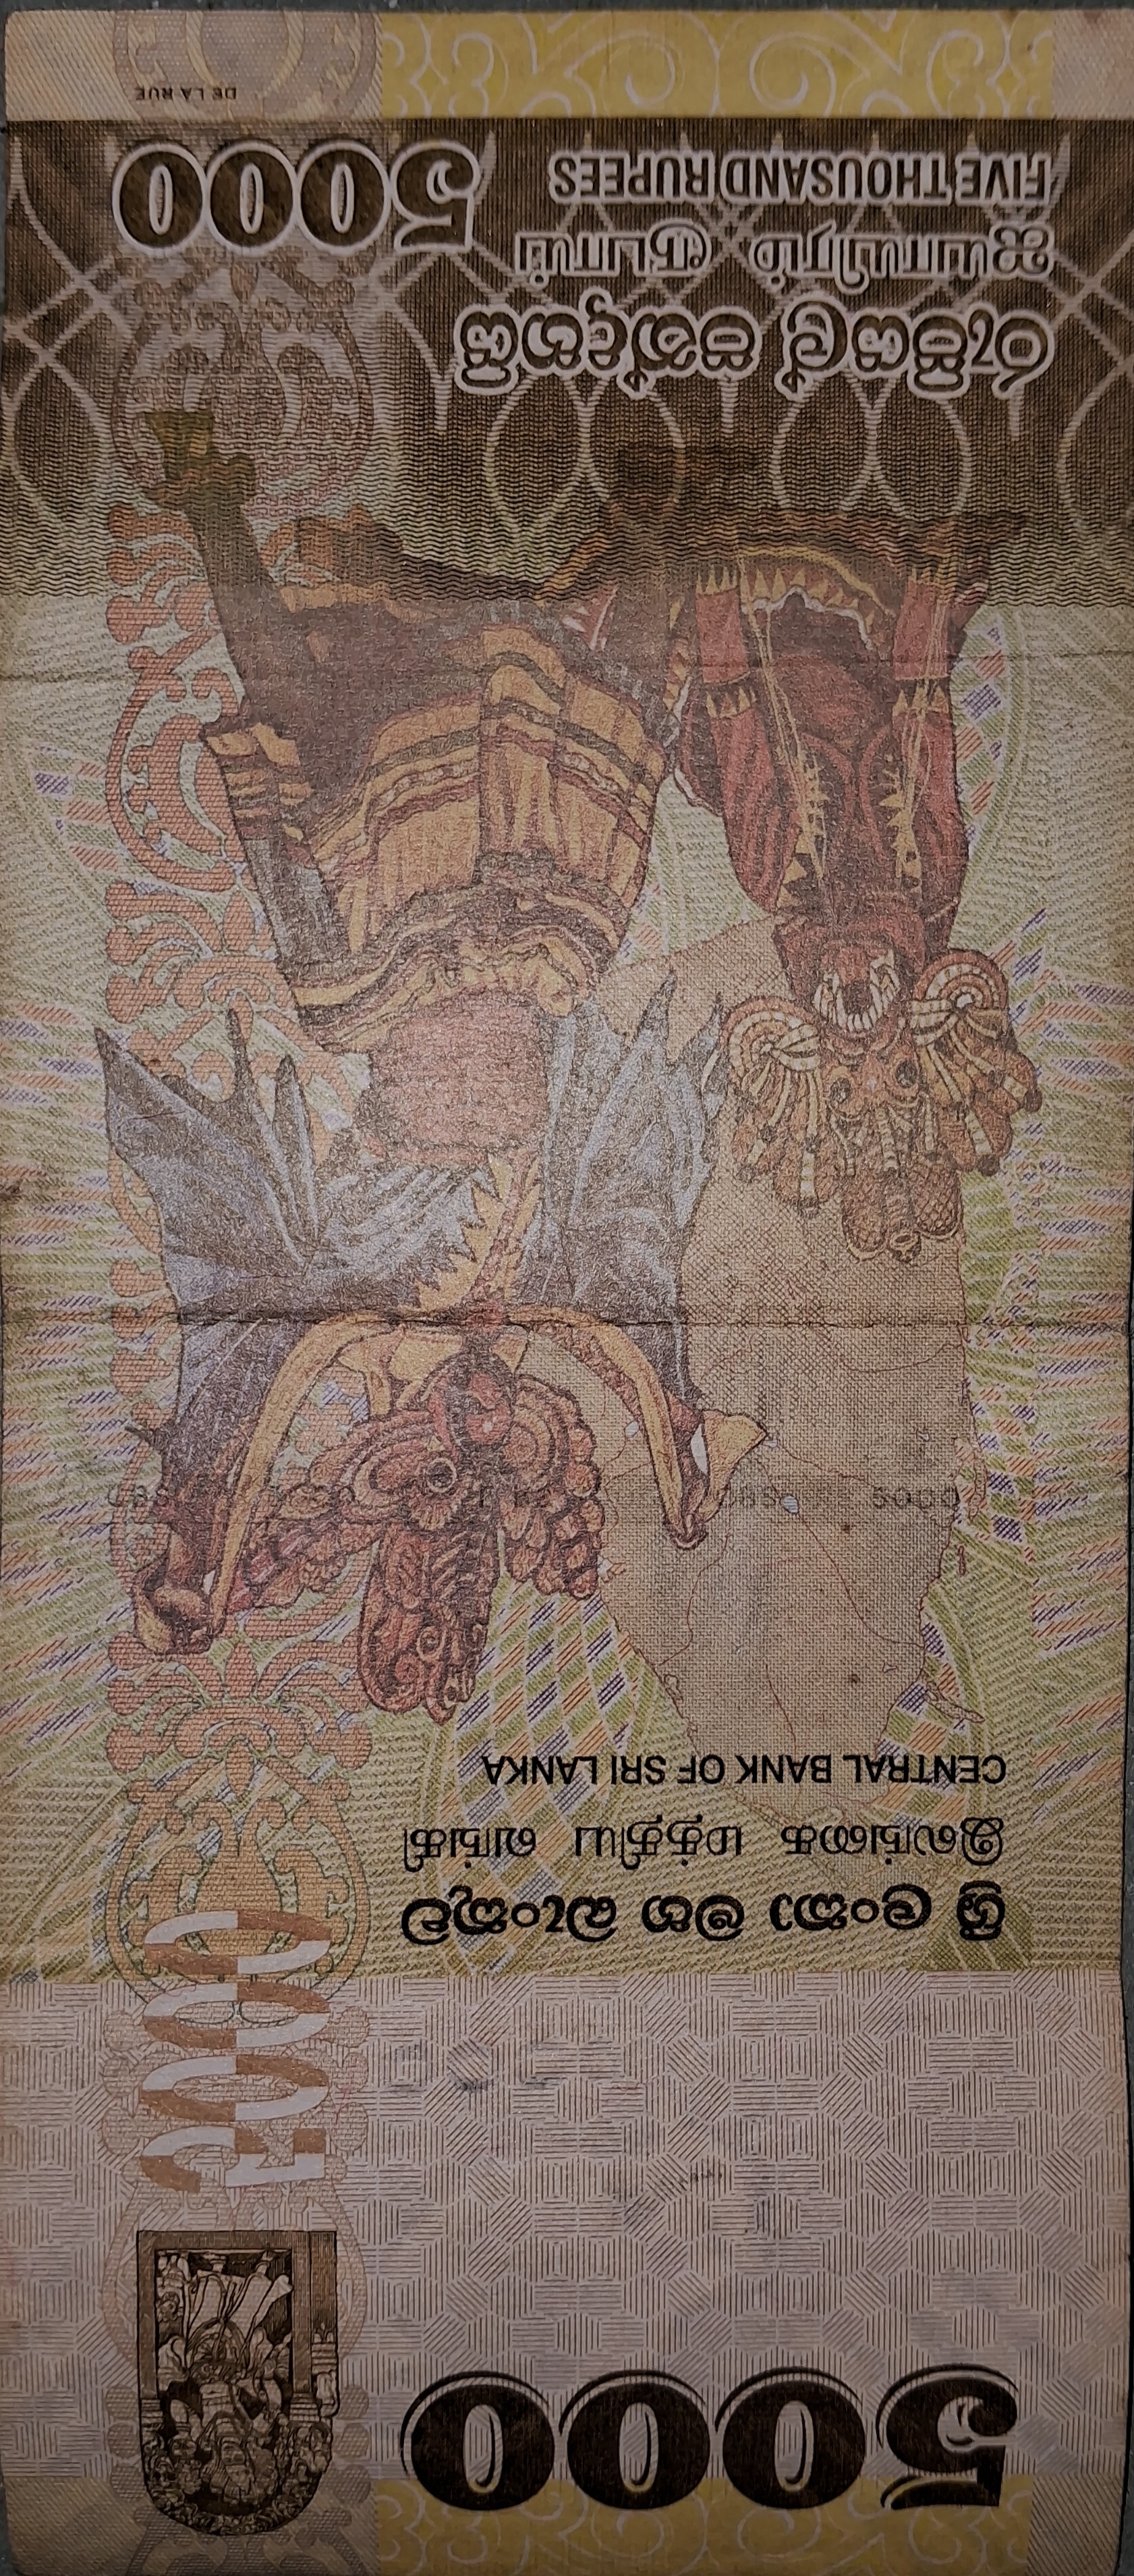 5000
5000
ශ්‍රී ලංකා මහ බැංකුව
இலங்கை மத்திய வங்கி
CENTRAL BANK OF SRI LANKA
රුපියල් පන්දහස
ஐயாயிரம் ரூபாய்
FIVE THOUSAND RUPEES
5000
DE LA RUE